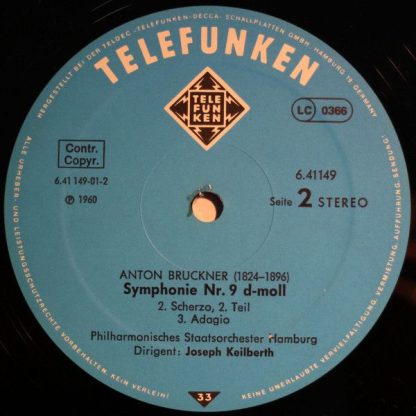 HERGESTELLT BEI DER TELDEC »TELEFUNKEN-DECCA« SCHALLPLATTEN GMBH, HAMBURG 19 GERMANY
TELEFUNKEN
TELE
FUN
KEN
LC 0366
Contr.
Copyr.
6.41 149-01-2
℗ 1960
6.41149
Seite 2 STEREO
ANTON BRUCKNER (1824–1896)
Symphonie Nr. 9 d-moll
2. Scherzo, 2. Teil
3. Adagio
Philharmonisches Staatsorchester Hamburg
Dirigent: Joseph Keilberth
33
ALLE URHEBER- UND LEISTUNGSSCHUTZRECHTE VORBEHALTEN. KEIN VERLEIH!
KEINE UNERLAUBTE VERVIELFÄLTIGUNG, VERMIETUNG, AUFFÜHRUNG, SENDUNG!